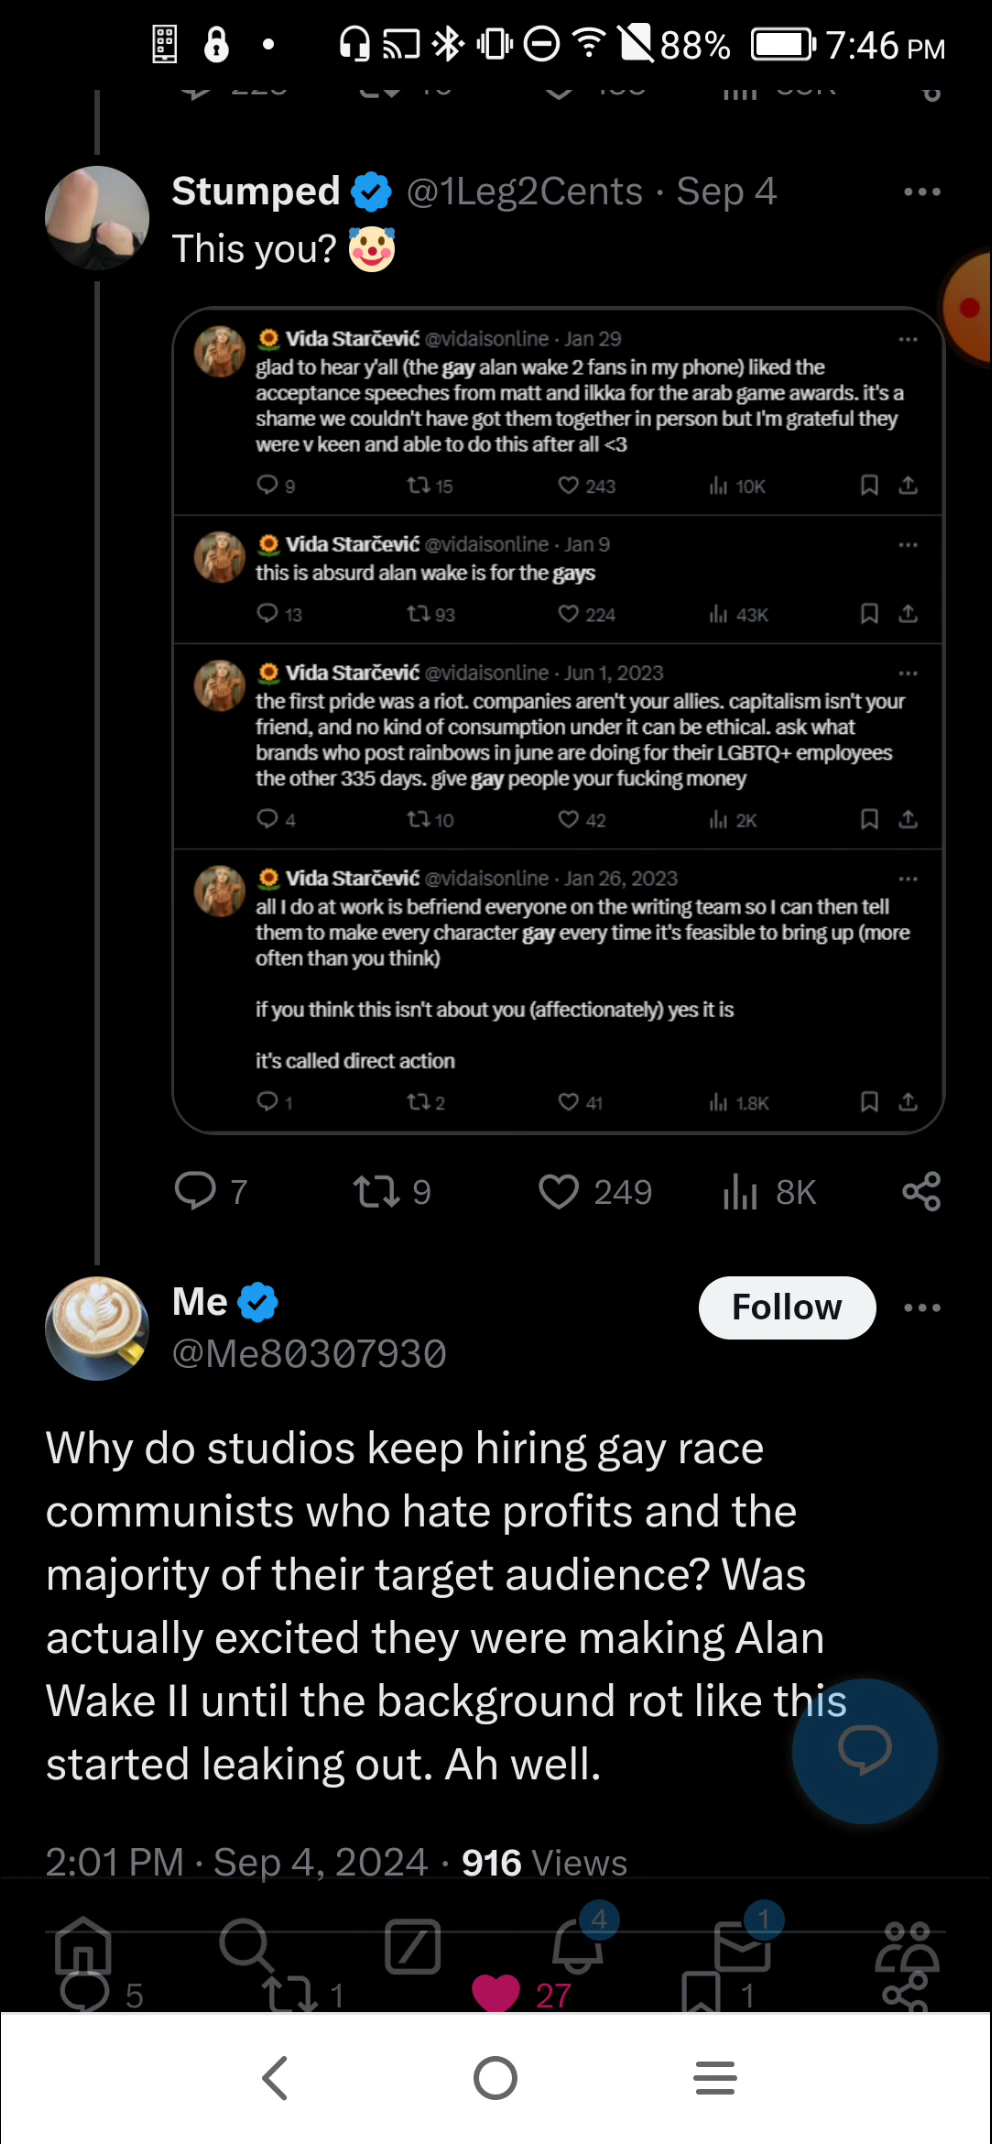 88% 7:46 PM
Stumped @1Leg2Cents · Sep 4
This you? 🤡
🌻 Vida Starčević @vidaisonline · Jan 29
glad to hear y'all (the gay alan wake 2 fans in my phone) liked the
acceptance speeches from matt and ilkka for the arab game awards. it's a
shame we couldn't have got them together in person but I'm grateful they
were v keen and able to do this after all <3
9 15 243 10K
🌻 Vida Starčević @vidaisonline · Jan 9
this is absurd alan wake is for the gays
13 93 224 43K
🌻 Vida Starčević @vidaisonline · Jun 1, 2023
the first pride was a riot. companies aren't your allies. capitalism isn't your
friend, and no kind of consumption under it can be ethical. ask what
brands who post rainbows in june are doing for their LGBTQ+ employees
the other 335 days. give gay people your fucking money
4 10 42 2K
🌻 Vida Starčević @vidaisonline · Jan 26, 2023
all I do at work is befriend everyone on the writing team so I can then tell
them to make every character gay every time it's feasible to bring up (more
often than you think)
if you think this isn't about you (affectionately) yes it is
it's called direct action
1 2 41 1.8K
7 9 249 8K
Me
Follow
@Me80307930
Why do studios keep hiring gay race
communists who hate profits and the
majority of their target audience? Was
actually excited they were making Alan
Wake II until the background rot like this
started leaking out. Ah well.
2:01 PM · Sep 4, 2024 · 916 Views
4 1
5 1 27 1